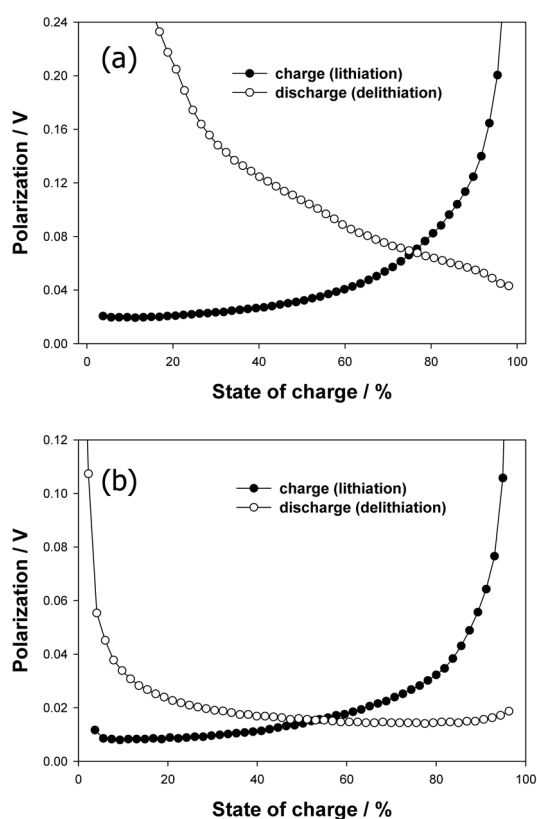 (a)
charge (lithiation)
discharge (delithiation)
Polarization / V
0.24
0.20
0.16
0.12
0.08
0.04
0.00
0 20 40 60 80 100
State of charge / %
(b)
charge (lithiation)
discharge (delithiation)
Polarization / V
0.12
0.10
0.08
0.06
0.04
0.02
0.00
0 20 40 60 80 100
State of charge / %